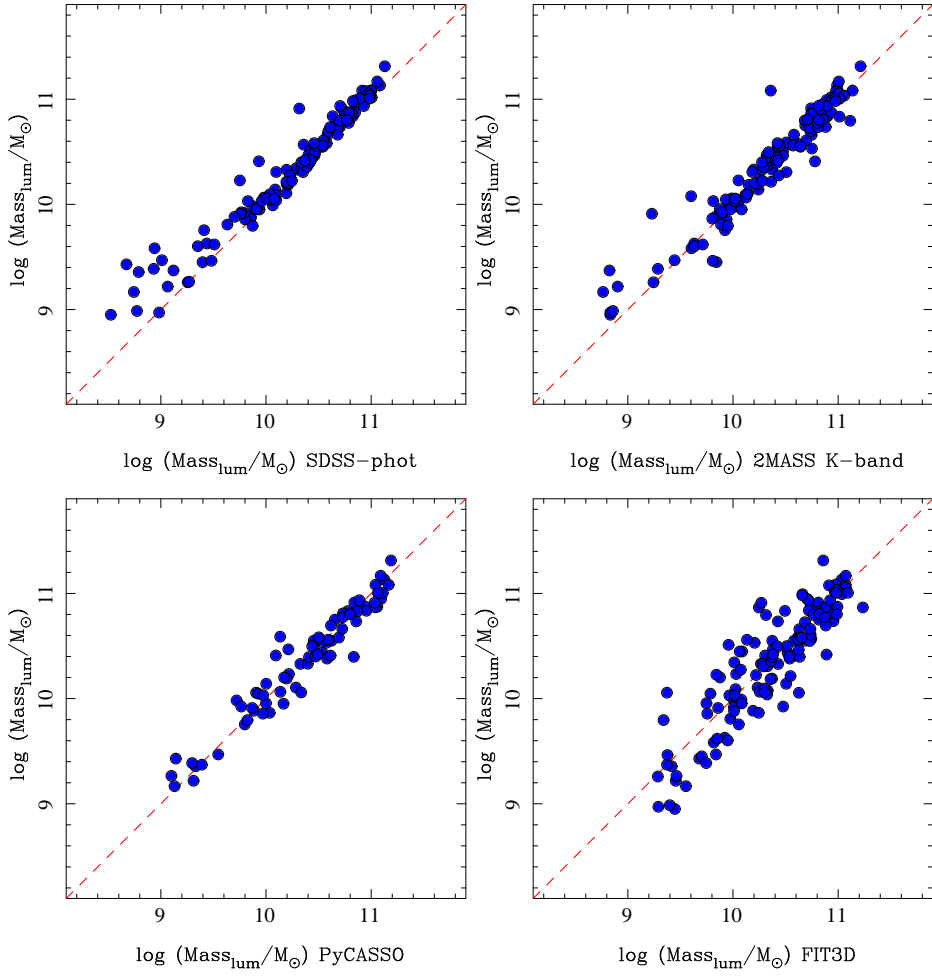 log (Mass_lum/M_⊙)
11
10
9
9 10 11
log (Mass_lum/M_⊙) SDSS-phot
log (Mass_lum/M_⊙)
11
10
9
9 10 11
log (Mass_lum/M_⊙) 2MASS K-band
log (Mass_lum/M_⊙)
11
10
9
9 10 11
log (Mass_lum/M_⊙) PyCASSO
log (Mass_lum/M_⊙)
11
10
9
9 10 11
log (Mass_lum/M_⊙) FIT3D